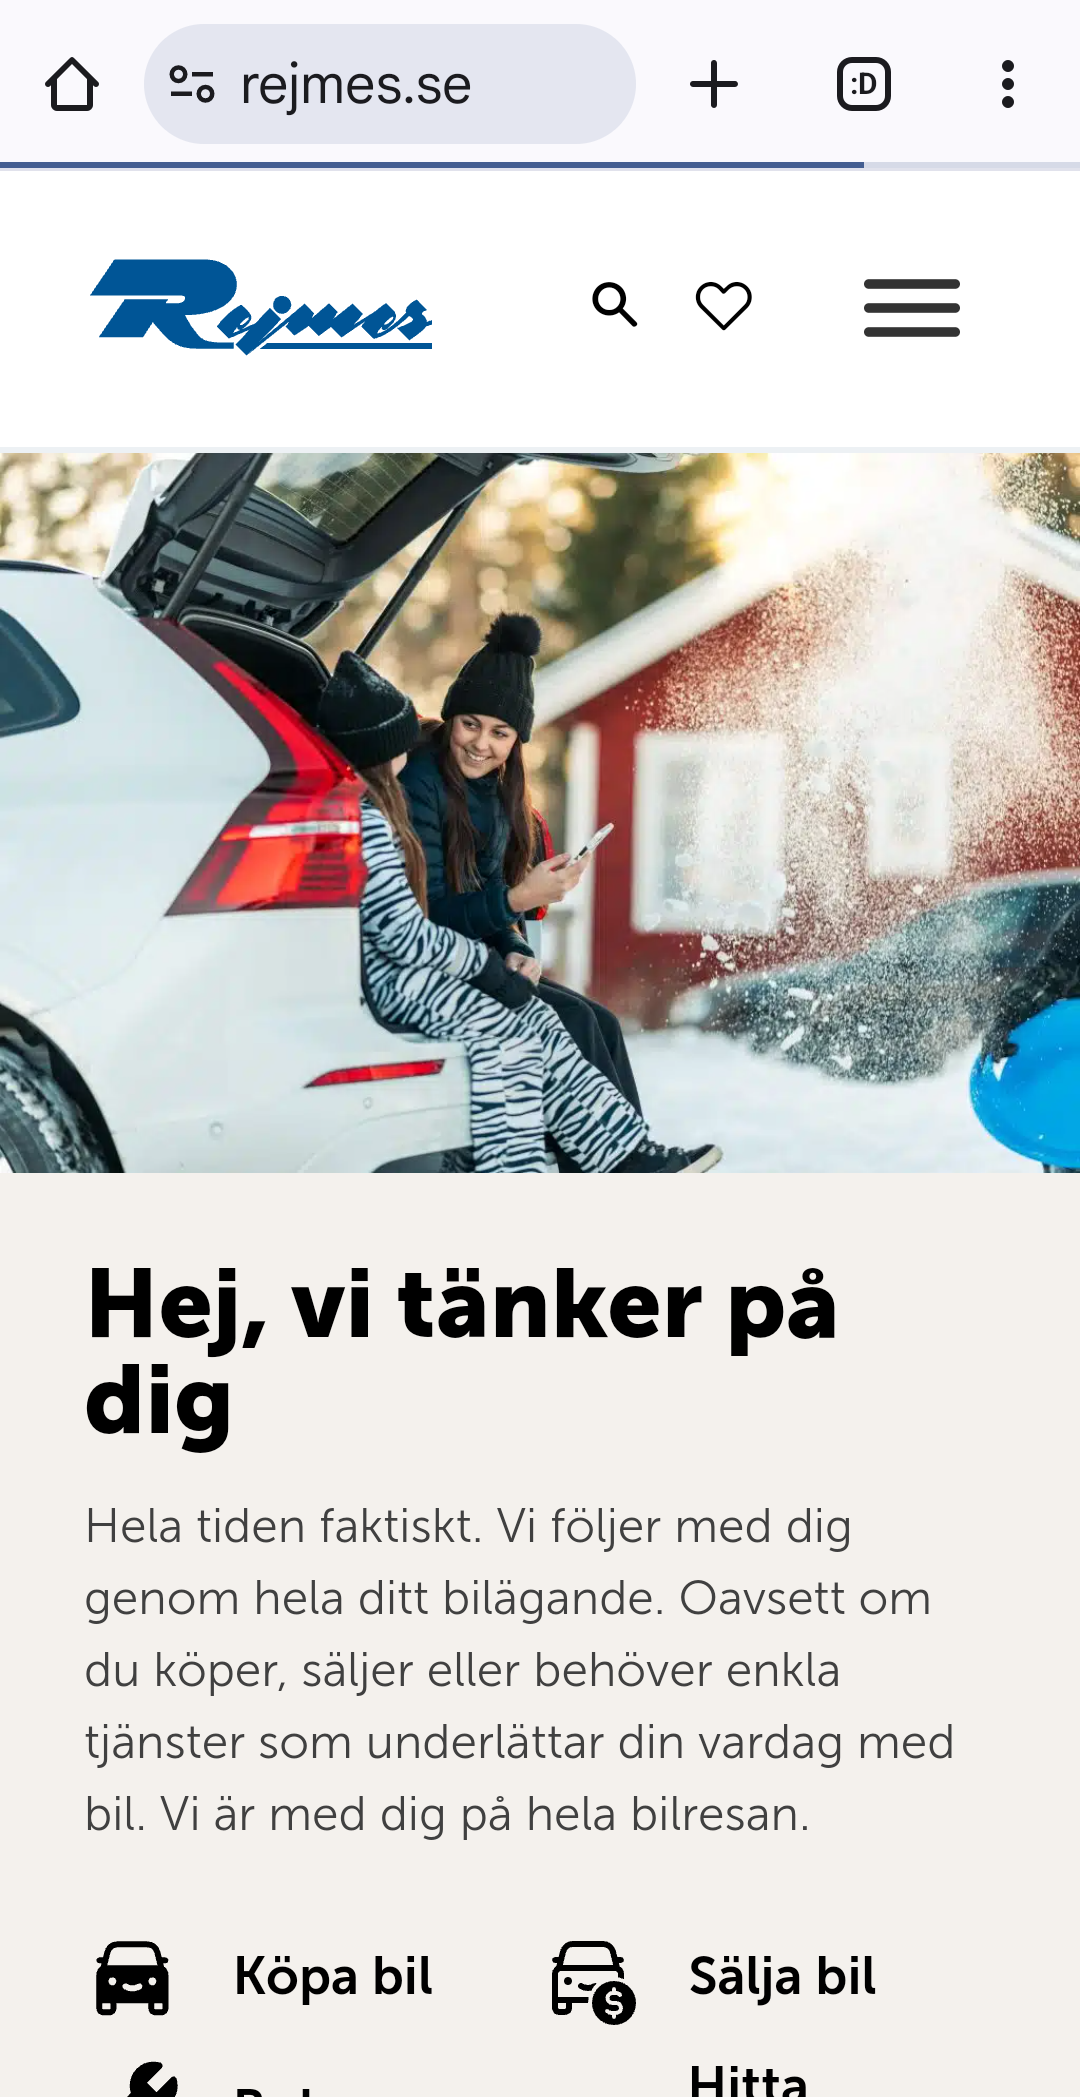 rejmes.se
:D
Rejmes
Hej, vi tänker på
dig
Hela tiden faktiskt. Vi följer med dig
genom hela ditt bilägande. Oavsett om
du köper, säljer eller behöver enkla
tjänster som underlättar din vardag med
bil. Vi är med dig på hela bilresan.
Köpa bil
Sälja bil
Hitta